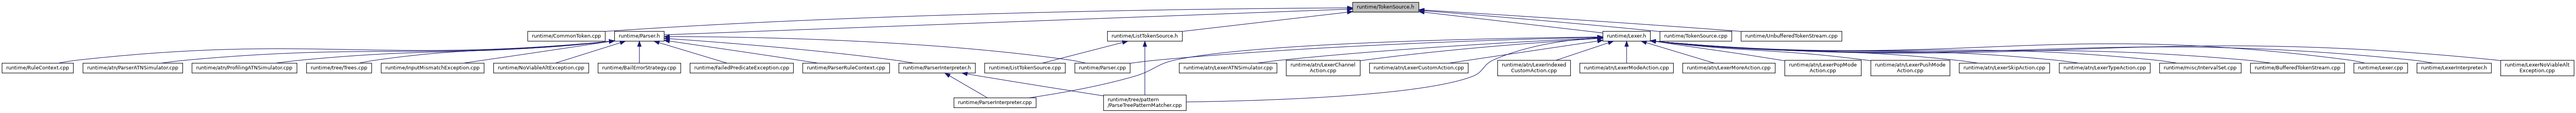 runtime/TokenSource.h
runtime/CommonToken.cpp
runtime/Parser.h
runtime/ListTokenSource.h
runtime/Lexer.h
runtime/TokenSource.cpp
runtime/UnbufferedTokenStream.cpp
runtime/RuleContext.cpp
runtime/atn/ParserATNSimulator.cpp
runtime/atn/ProfilingATNSimulator.cpp
runtime/tree/Trees.cpp
runtime/InputMismatchException.cpp
runtime/NoViableAltException.cpp
runtime/BailErrorStrategy.cpp
runtime/FailedPredicateException.cpp
runtime/ParserRuleContext.cpp
runtime/ParserInterpreter.h
runtime/ListTokenSource.cpp
runtime/Parser.cpp
runtime/atn/LexerATNSimulator.cpp
runtime/atn/LexerChannel
Action.cpp
runtime/atn/LexerCustomAction.cpp
runtime/atn/LexerIndexed
CustomAction.cpp
runtime/atn/LexerModeAction.cpp
runtime/atn/LexerMoreAction.cpp
runtime/atn/LexerPopMode
Action.cpp
runtime/atn/LexerPushMode
Action.cpp
runtime/atn/LexerSkipAction.cpp
runtime/atn/LexerTypeAction.cpp
runtime/misc/IntervalSet.cpp
runtime/BufferedTokenStream.cpp
runtime/Lexer.cpp
runtime/LexerInterpreter.h
runtime/LexerNoViableAlt
Exception.cpp
runtime/ParserInterpreter.cpp
runtime/tree/pattern
/ParseTreePatternMatcher.cpp